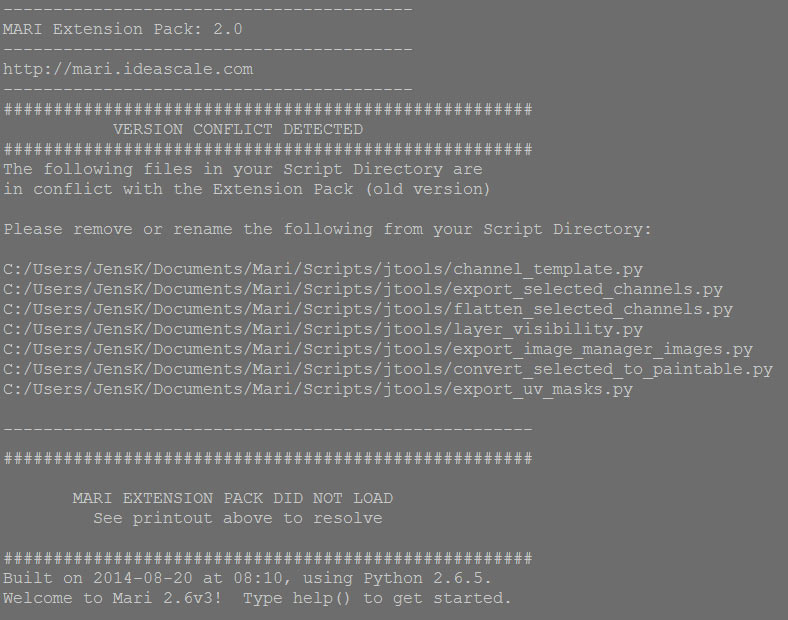 -----------------------------------------
MARI Extension Pack: 2.0
-----------------------------------------
http://mari.ideascale.com
-----------------------------------------
#####################################################
VERSION CONFLICT DETECTED
#####################################################
The following files in your Script Directory are
in conflict with the Extension Pack (old version)
Please remove or rename the following from your Script Directory:
C:/Users/JensK/Documents/Mari/Scripts/jtools/channel_template.py
C:/Users/JensK/Documents/Mari/Scripts/jtools/export_selected_channels.py
C:/Users/JensK/Documents/Mari/Scripts/jtools/flatten_selected_channels.py
C:/Users/JensK/Documents/Mari/Scripts/jtools/layer_visibility.py
C:/Users/JensK/Documents/Mari/Scripts/jtools/export_image_manager_images.py
C:/Users/JensK/Documents/Mari/Scripts/jtools/convert_selected_to_paintable.py
C:/Users/JensK/Documents/Mari/Scripts/jtools/export_uv_masks.py
-----------------------------------------------------
#####################################################
MARI EXTENSION PACK DID NOT LOAD
See printout above to resolve
#####################################################
Built on 2014-08-20 at 08:10, using Python 2.6.5.
Welcome to Mari 2.6v3!  Type help() to get started.